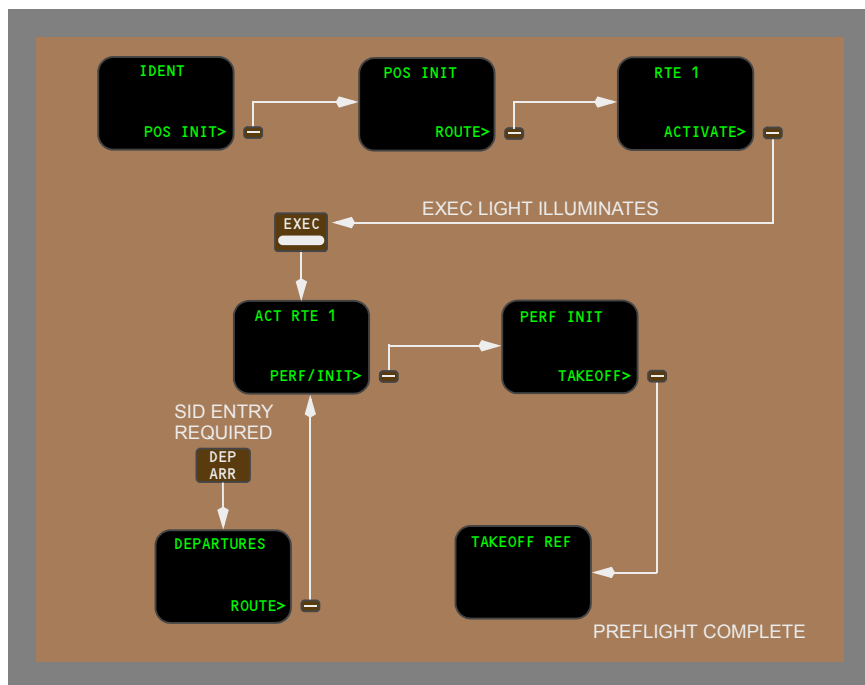 IDENT
POS INIT>
POS INIT
ROUTE>
RTE 1
ACTIVATE>
EXEC LIGHT ILLUMINATES
EXEC
ACT RTE 1
PERF/INIT>
PERF INIT
TAKEOFF>
SID ENTRY
REQUIRED
DEP
ARR
DEPARTURES
ROUTE>
TAKEOFF REF
PREFLIGHT COMPLETE